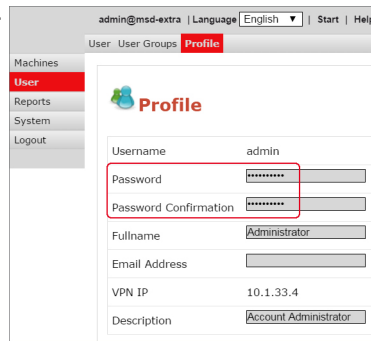 admin@msd-extra | Language English ▼ | Start | Help
User User Groups Profile
Machines
User
Reports
System
Logout
Profile
Username admin
Password ••••••••••
Password Confirmation ••••••••••
Fullname Administrator
Email Address
VPN IP 10.1.33.4
Description Account Administrator